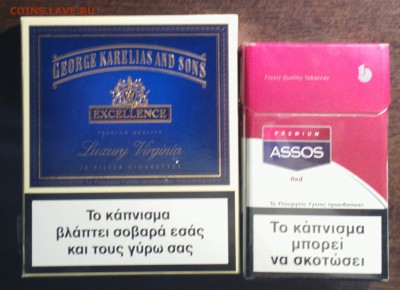 COINS.LAVE.RU
GEORGE KARELIAS AND SONS
EXCELLENCE
PREMIUM QUALITY
Luxury Virginia
FILTER CIGARETTES
Το κάπνισμα
βλάπτει σοβαρά εσάς
και τους γύρω σας
Finest Quality Tobaccos
PREMIUM
ASSOS
Red
Το Υπουργείο Υγείας προειδοποιεί
Το κάπνισμα
μπορεί
να σκοτώσει